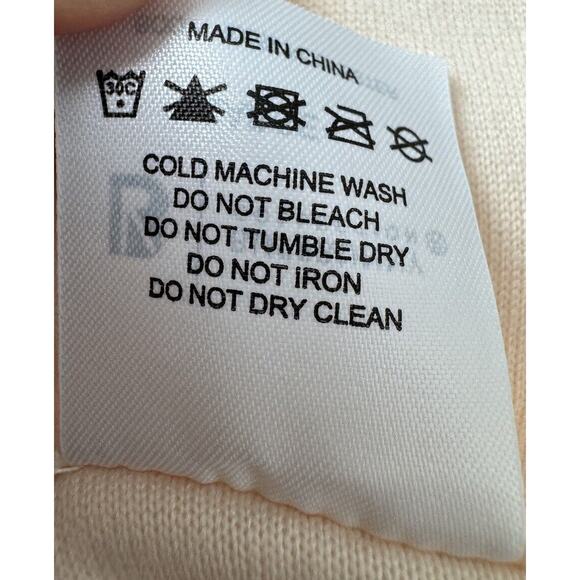 MADE IN CHINA
30C
COLD MACHINE WASH
DO NOT BLEACH
DO NOT TUMBLE DRY
DO NOT IRON
DO NOT DRY CLEAN